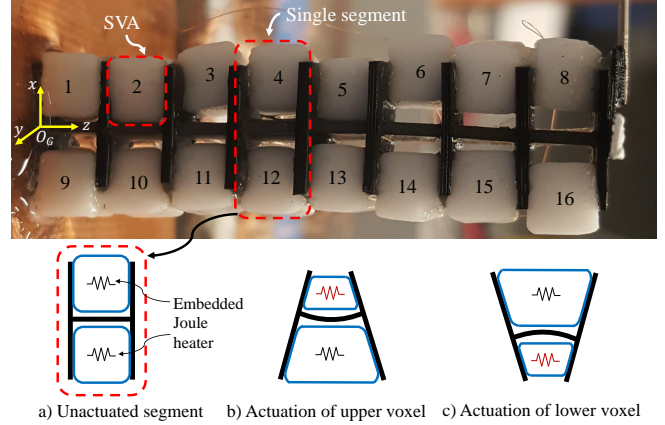 SVA
Single segment
1
2
3
4
5
6
7
8
x
y
O_G
z
9
10
11
12
13
14
15
16
Embedded
Joule
heater
a) Unactuated segment
b) Actuation of upper voxel
c) Actuation of lower voxel